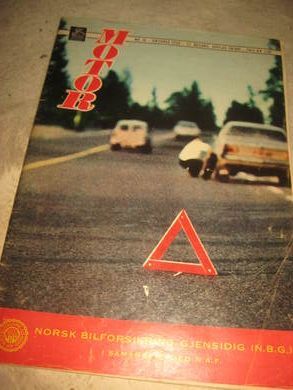 MOTOR
NORSK BILFORSIKRING GJENSIDIG (N.B.G.)
I SAMARBEID MED N.A.F.